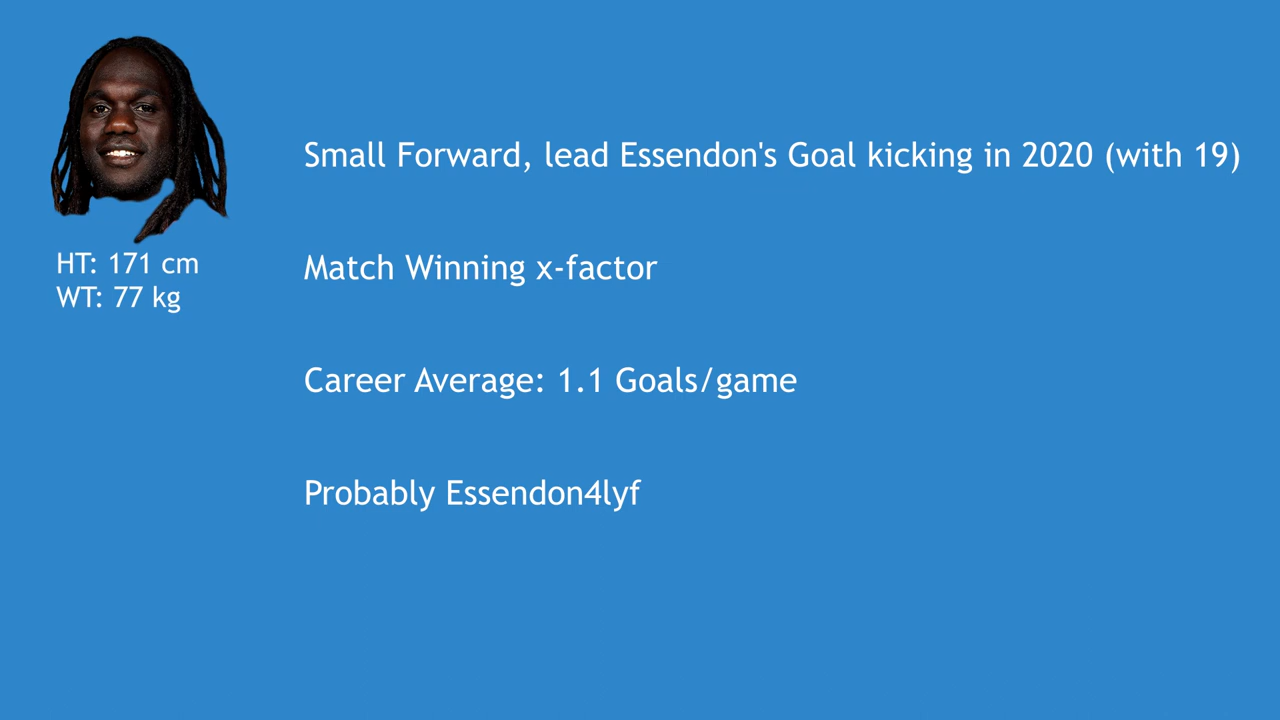 Small Forward, lead Essendon's Goal kicking in 2020 (with 19)
HT: 171 cm
WT: 77 kg
Match Winning x-factor
Career Average: 1.1 Goals/game
Probably Essendon4lyf